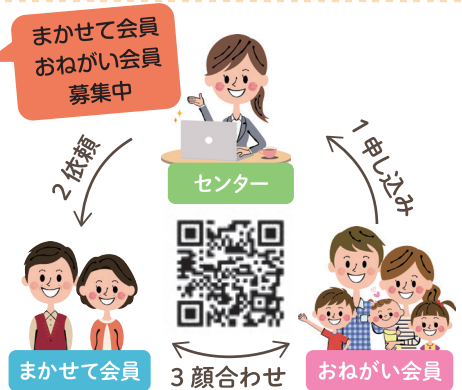 まかせて会員
おねがい会員
募集中
1 申し込み
2 依頼
センター
まかせて会員
3 顔合わせ
おねがい会員